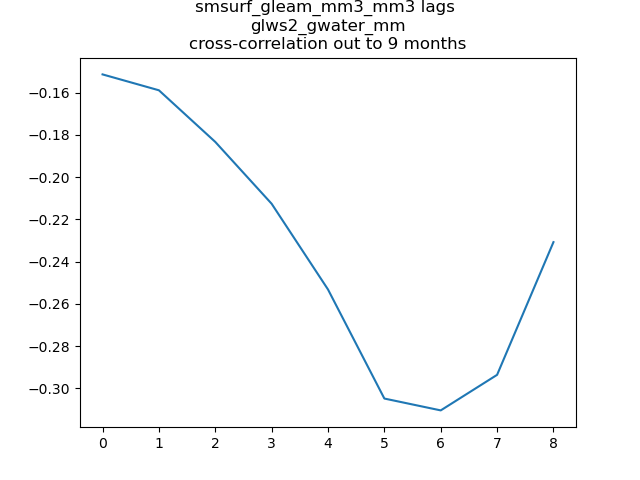 smsurf_gleam_mm3_mm3 lags
glws2_gwater_mm
cross-correlation out to 9 months
−0.16
−0.18
−0.20
−0.22
−0.24
−0.26
−0.28
−0.30
0 1 2 3 4 5 6 7 8